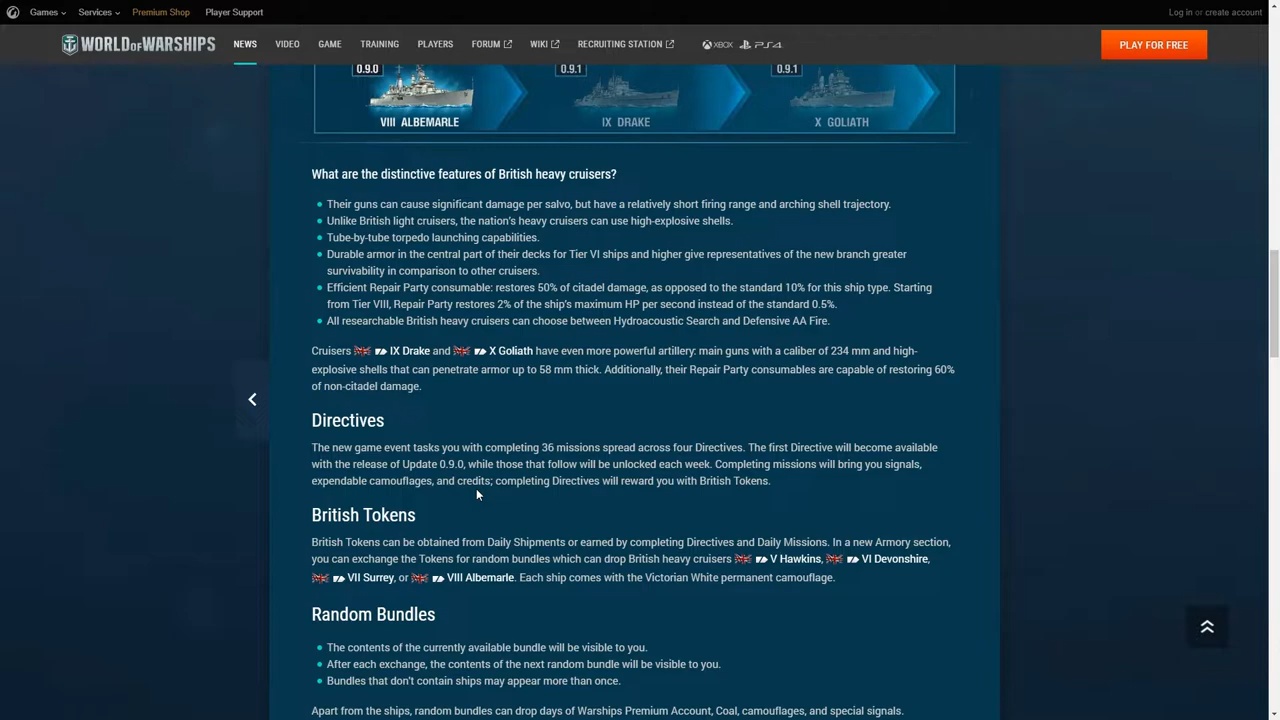 Games Services Premium Shop Player Support Log in or create account
WORLD OF WARSHIPS NEWS VIDEO GAME TRAINING PLAYERS FORUM WIKI RECRUITING STATION XBOX PS4 PLAY FOR FREE
0.9.0 0.9.1 0.9.1
VIII ALBEMARLE IX DRAKE X GOLIATH
What are the distinctive features of British heavy cruisers?
Their guns can cause significant damage per salvo, but have a relatively short firing range and arching shell trajectory.
Unlike British light cruisers, the nation's heavy cruisers can use high-explosive shells.
Tube-by-tube torpedo launching capabilities.
Durable armor in the central part of their decks for Tier VI ships and higher give representatives of the new branch greater
survivability in comparison to other cruisers.
Efficient Repair Party consumable: restores 50% of citadel damage, as opposed to the standard 10% for this ship type. Starting
from Tier VIII, Repair Party restores 2% of the ship's maximum HP per second instead of the standard 0.5%.
All researchable British heavy cruisers can choose between Hydroacoustic Search and Defensive AA Fire.
Cruisers IX Drake and X Goliath have even more powerful artillery: main guns with a caliber of 234 mm and high-
explosive shells that can penetrate armor up to 58 mm thick. Additionally, their Repair Party consumables are capable of restoring 60%
of non-citadel damage.
Directives
The new game event tasks you with completing 36 missions spread across four Directives. The first Directive will become available
with the release of Update 0.9.0, while those that follow will be unlocked each week. Completing missions will bring you signals,
expendable camouflages, and credits; completing Directives will reward you with British Tokens.
British Tokens
British Tokens can be obtained from Daily Shipments or earned by completing Directives and Daily Missions. In a new Armory section,
you can exchange the Tokens for random bundles which can drop British heavy cruisers V Hawkins, VI Devonshire,
VII Surrey, or VIII Albemarle. Each ship comes with the Victorian White permanent camouflage.
Random Bundles
The contents of the currently available bundle will be visible to you.
After each exchange, the contents of the next random bundle will be visible to you.
Bundles that don't contain ships may appear more than once.
Apart from the ships, random bundles can drop days of Warships Premium Account, Coal, camouflages, and special signals.